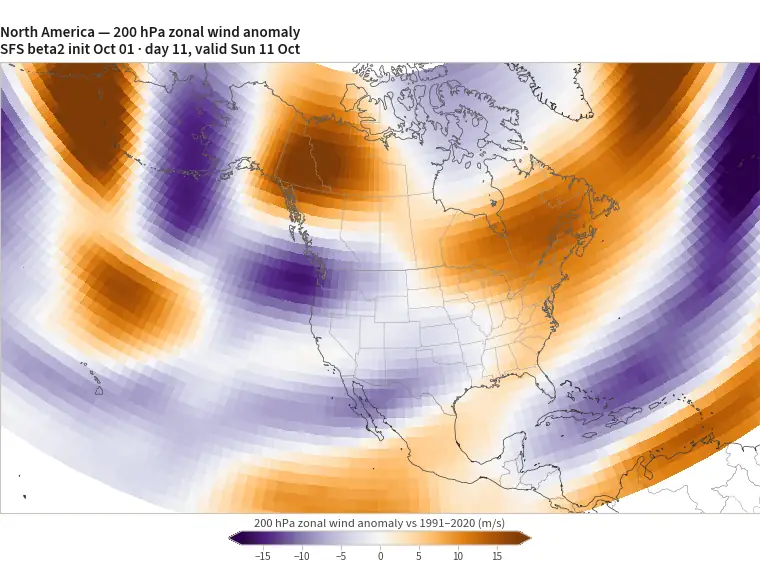 North America — 200 hPa zonal wind anomaly
SFS beta2 init Oct 01 · day 11, valid Sun 11 Oct
200 hPa zonal wind anomaly vs 1991–2020 (m/s)
−15 −10 −5 0 5 10 15